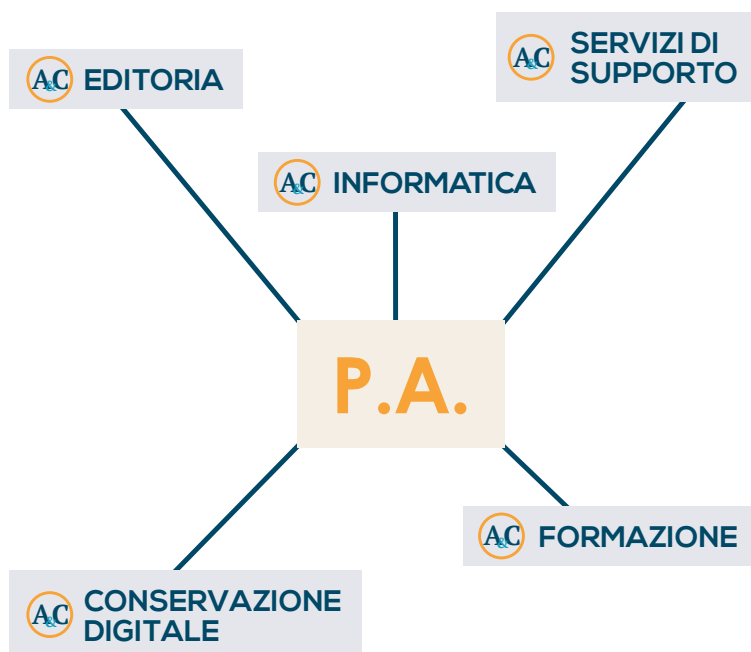 A&C SERVIZI DI
SUPPORTO
A&C EDITORIA
A&C INFORMATICA
P.A.
A&C FORMAZIONE
A&C CONSERVAZIONE
DIGITALE